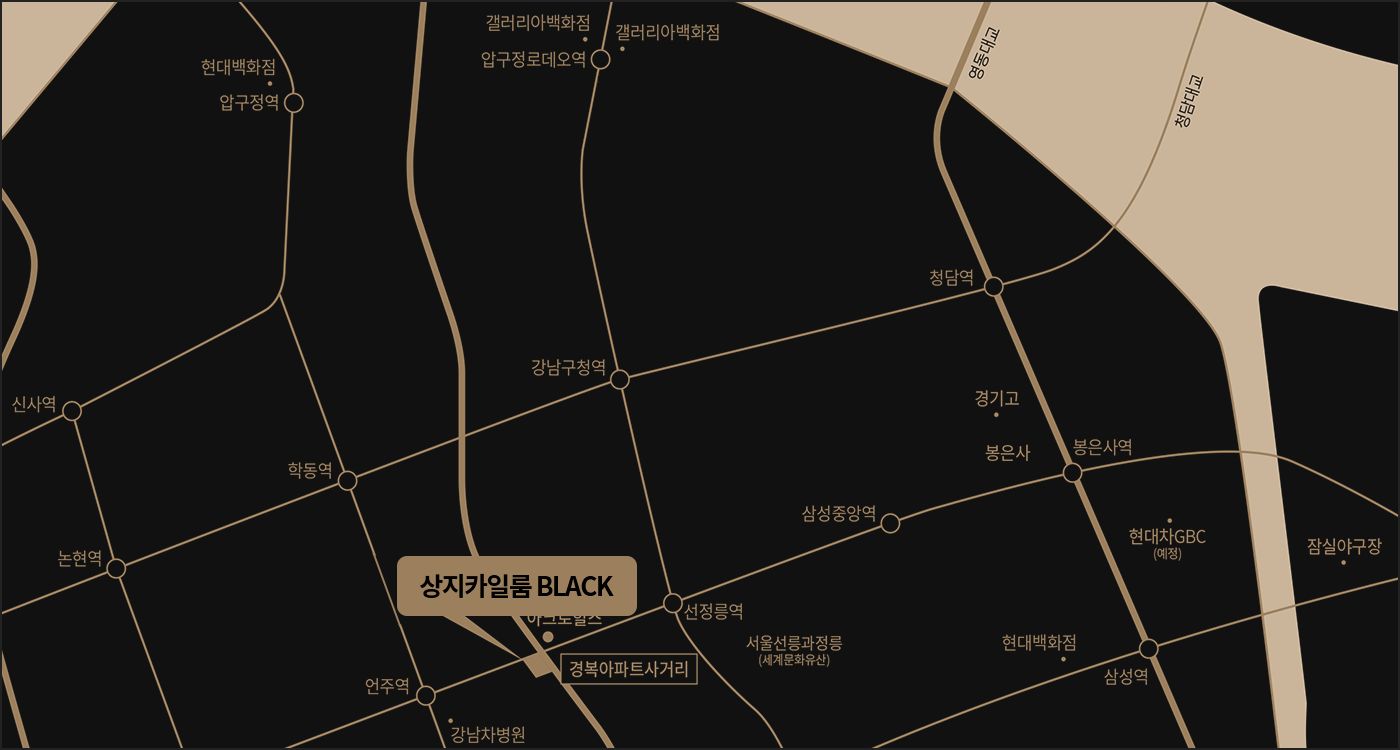 갤러리아백화점
갤러리아백화점
영동대교
현대백화점
압구정로데오역
압구정역
청담대교
청담역
강남구청역
신사역
경기고
봉은사역
봉은사
학동역
삼성중앙역
현대차GBC
(예정)
잠실야구장
논현역
상지카일룸 BLACK
아크로힐스
선정릉역
서울선릉과정릉
(세계문화유산)
현대백화점
경복아파트사거리
삼성역
언주역
강남차병원